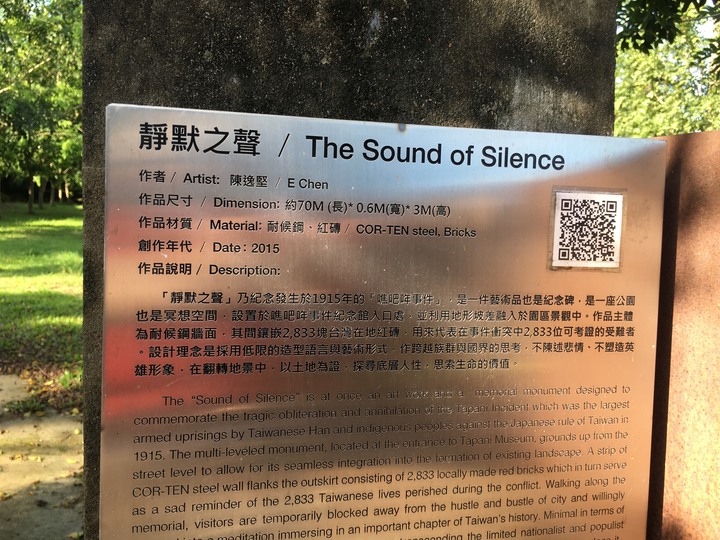 靜默之聲 / The Sound of Silence
作者 / Artist: 陳逸堅 / E Chen
作品尺寸 / Dimension: 約70M (長)* 0.6M(寬)* 3M(高)
作品材質 / Material: 耐候鋼、紅磚 / COR-TEN steel, Bricks
創作年代 / Date: 2015
作品說明 / Description:
「靜默之聲」乃紀念發生於1915年的「噍吧哖事件」,是一件藝術品也是紀念碑,是一座公園
也是冥想空間,設置於噍吧哖事件紀念館入口處,並利用地形城差融入於園區景觀中。作品主體
為耐候鋼牆面,其間鑲嵌2,833塊台灣在地紅磚,用來代表在事件衝突中2,833位可考證的受難者
。設計理念是採用低限的造型語言與藝術形式,作跨越族群與國界的思考,不陳述悲情、不塑造英
雄形象,在翻轉地景中,以土地為證,探尋底層人性,思索生命的價值。
The "Sound of Silence" is at once an art work and a memorial monument designed to
commemorate the tragic obliteration and annihilation of the Tapani Incident which was the largest
armed uprisings by Taiwanese Han and indigenous peoples against the Japanese rule of Taiwan in
1915. The multi-leveled monument, located at the entrance to Tapani Museum, grounds up from the
street level to allow for its seamless integration into the formation of existing landscape. A strip of
COR-TEN steel wall flanks the outskirt consisting of 2,833 locally made red bricks which in turn serve
as a sad reminder of the 2,833 Taiwanese lives perished during the conflict. Walking along the
memorial, visitors are temporarily blocked away from the hustle and bustle of city and willingly
into a meditation immersing in an important chapter of Taiwan's history. Minimal in terms of
the limited nationalist and populist